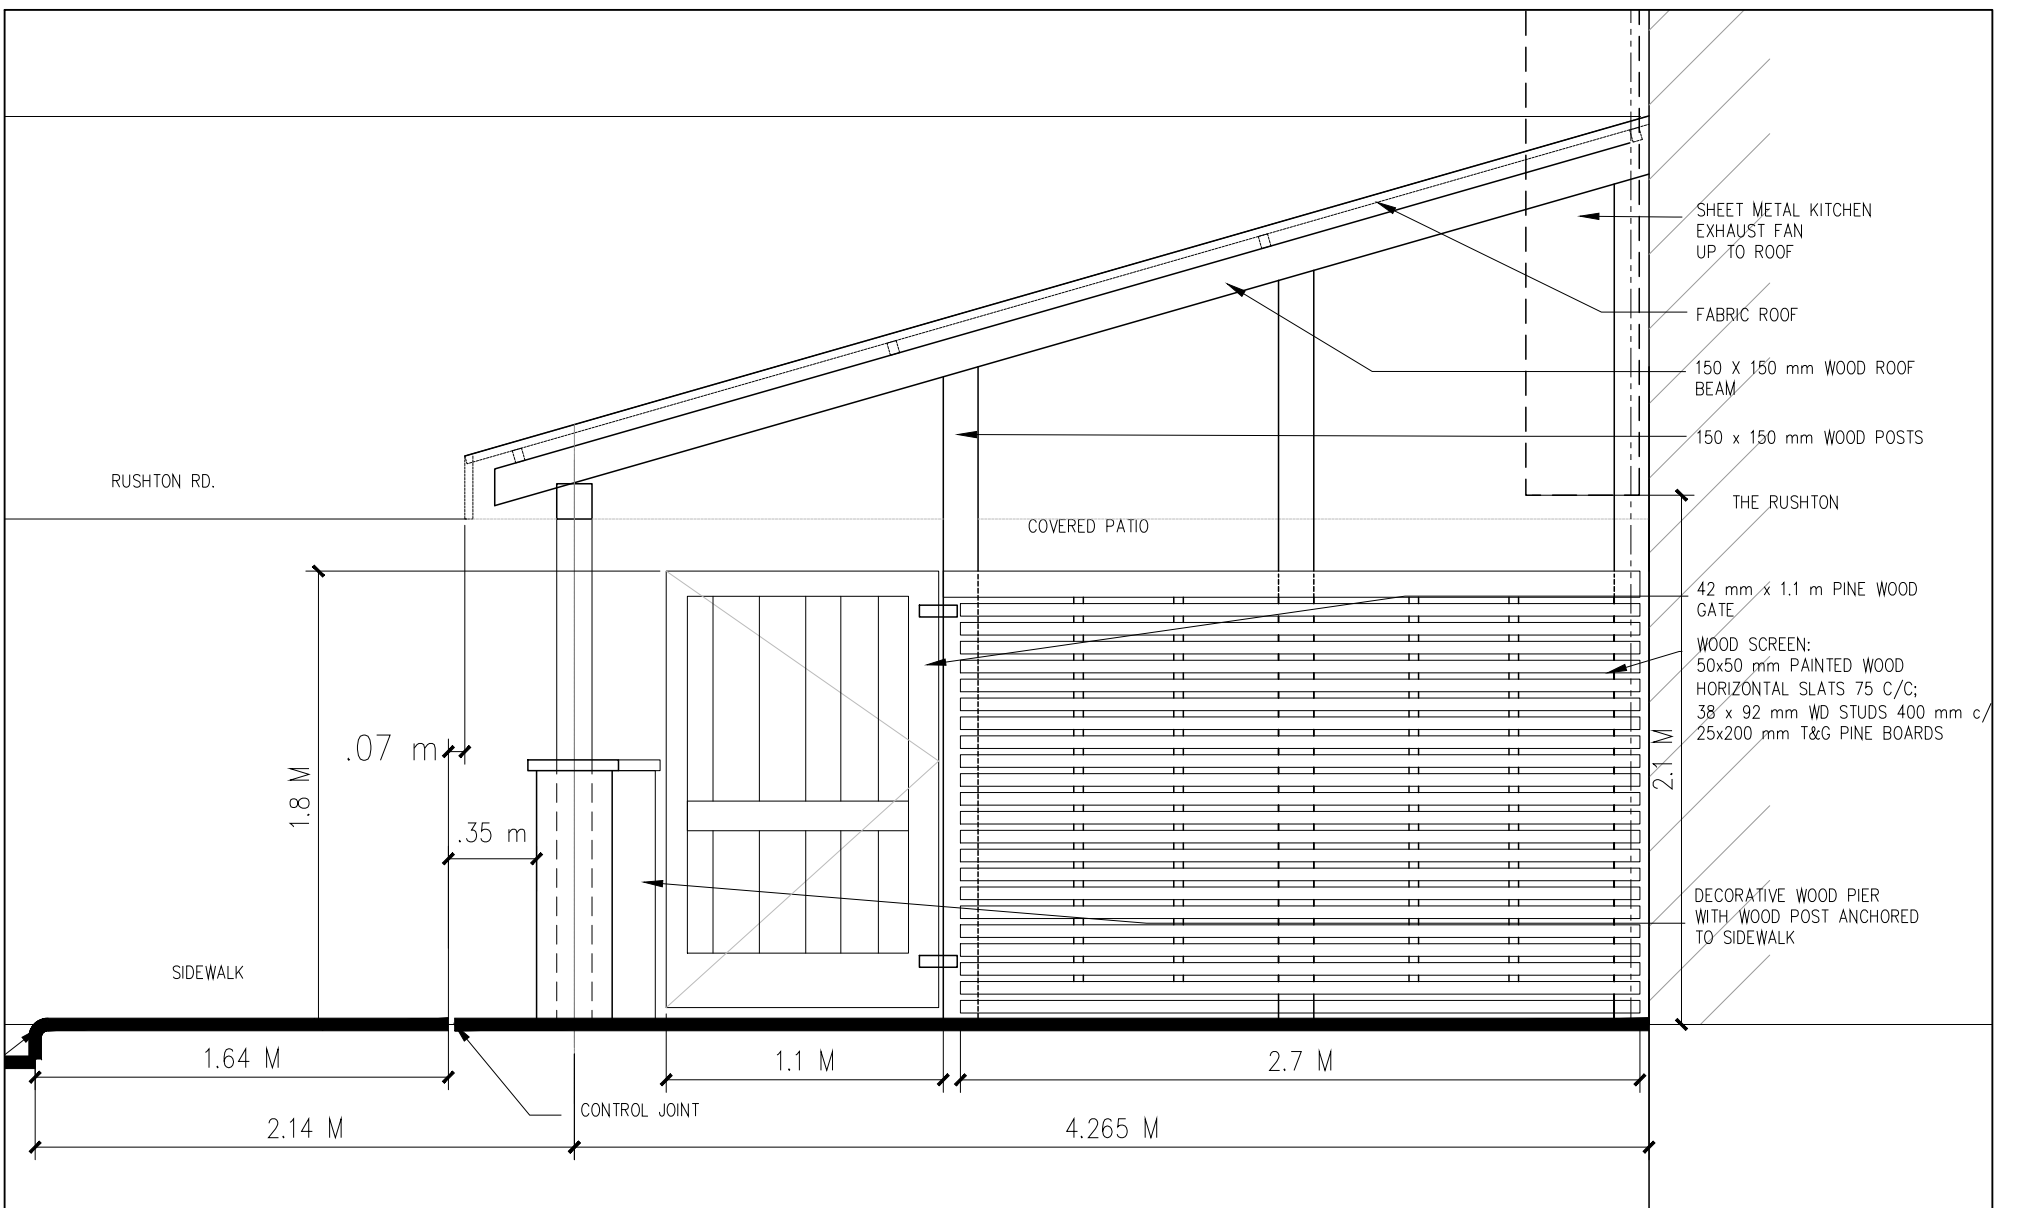 SHEET METAL KITCHEN
EXHAUST FAN
UP TO ROOF
FABRIC ROOF
150 X 150 mm WOOD ROOF
BEAM
150 x 150 mm WOOD POSTS
RUSHTON RD.
THE RUSHTON
COVERED PATIO
42 mm x 1.1 m PINE WOOD
GATE
WOOD SCREEN:
50x50 mm PAINTED WOOD
HORIZONTAL SLATS 75 C/C;
38 x 92 mm WD STUDS 400 mm c/
25x200 mm T&G PINE BOARDS
2.1 M
.07 m
1.8 M
.35 m
DECORATIVE WOOD PIER
WITH WOOD POST ANCHORED
TO SIDEWALK
SIDEWALK
1.64 M
1.1 M
2.7 M
CONTROL JOINT
2.14 M
4.265 M